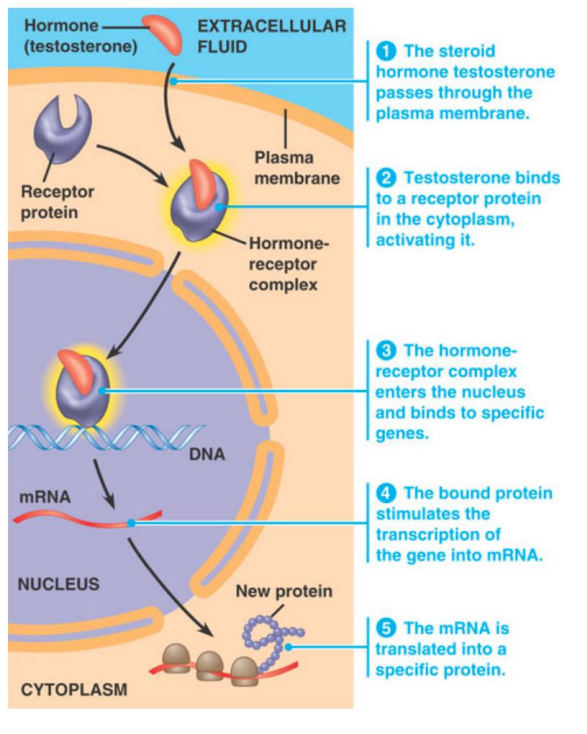 Hormone
(testosterone)
EXTRACELLULAR
FLUID
1 The steroid
hormone testosterone
passes through the
plasma membrane.
Receptor
protein
Plasma
membrane
2 Testosterone binds
to a receptor protein
in the cytoplasm,
activating it.
Hormone-
receptor
complex
3 The hormone-
receptor complex
enters the nucleus
and binds to specific
genes.
DNA
mRNA
4 The bound protein
stimulates the
transcription of
the gene into mRNA.
NUCLEUS
New protein
5 The mRNA is
translated into a
specific protein.
CYTOPLASM